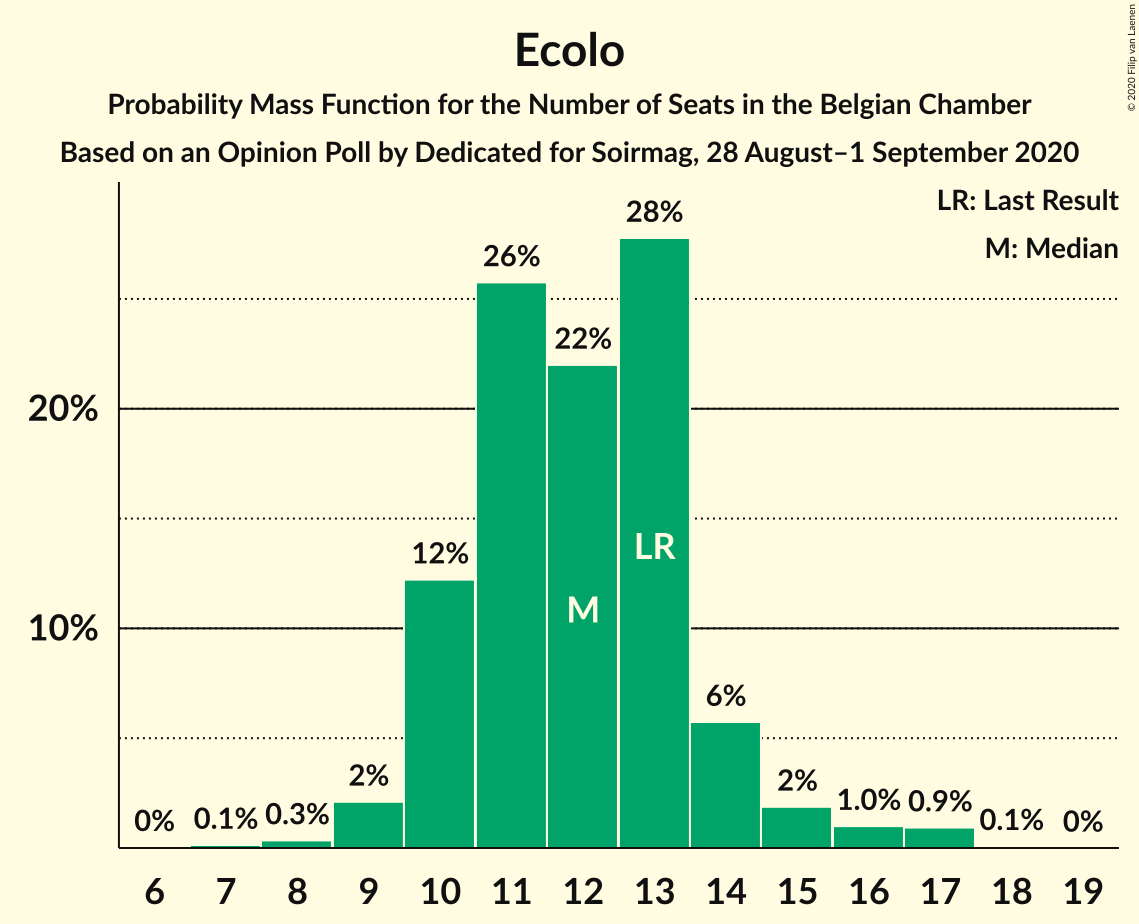 Ecolo
Probability Mass Function for the Number of Seats in the Belgian Chamber
Based on an Opinion Poll by Dedicated for Soirmag, 28 August–1 September 2020
© 2020 Filip van Laenen
LR: Last Result
M: Median
28%
26%
22%
20%
LR
12%
M
10%
6%
2%
2%
1.0%
0.9%
0.3%
0.1%
0%
0.1%
0%
6 7 8 9 10 11 12 13 14 15 16 17 18 19